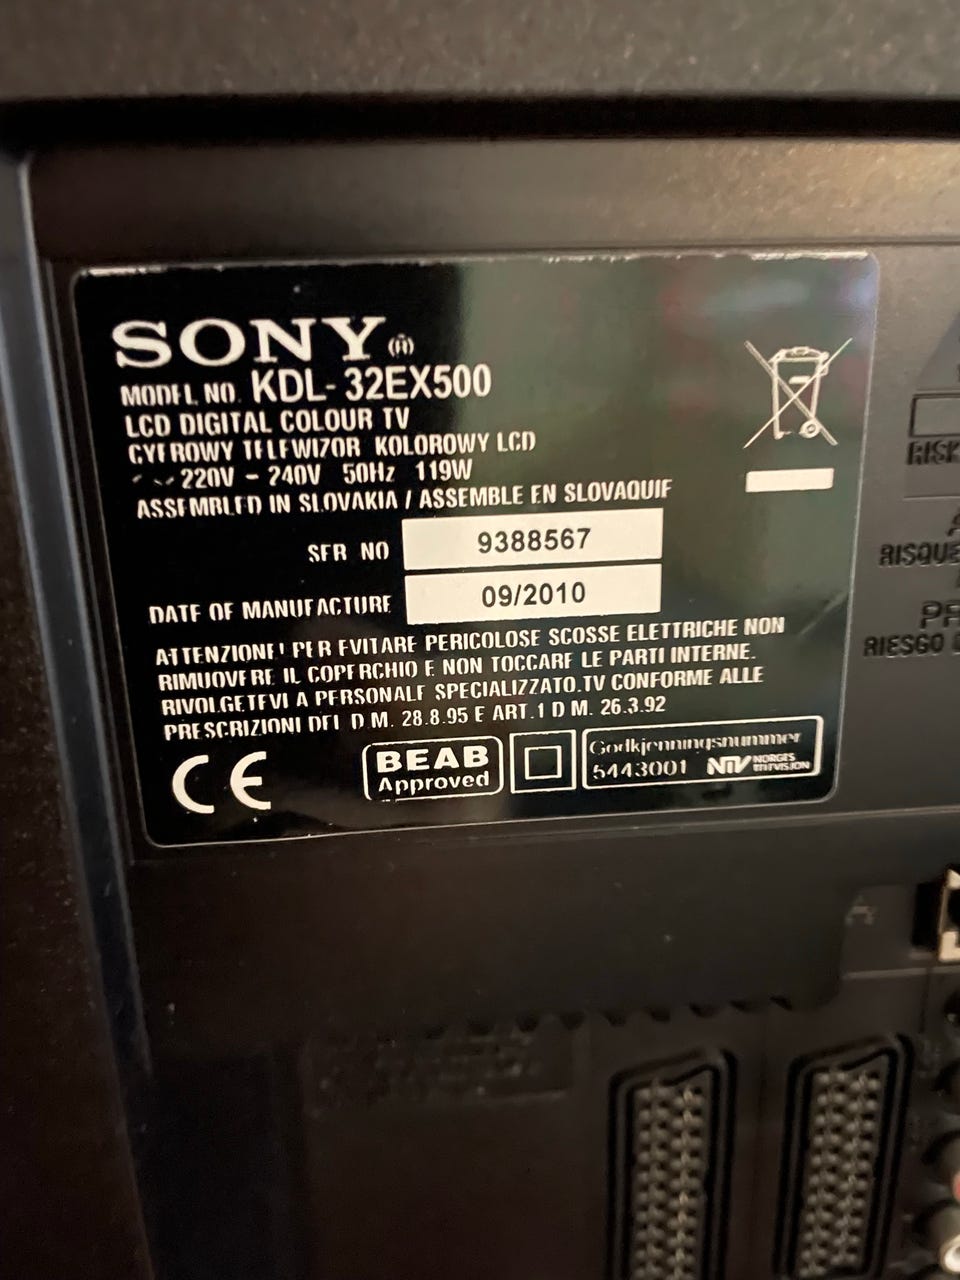 SONY
MODEL NO. KDL-32EX500
LCD DIGITAL COLOUR TV
CYFROWY TELEWIZOR KOLOROWY LCD
220V - 240V 50Hz 119W
ASSEMBLED IN SLOVAKIA / ASSEMBLE EN SLOVAQUIE
SER NO 9388567
DATE OF MANUFACTURE 09/2010
ATTENZIONE! PER EVITARE PERICOLOSE SCOSSE ELETTRICHE NON
RIMUOVERE IL COPERCHIO E NON TOCCARE LE PARTI INTERNE.
RIVOLGETEVI A PERSONALE SPECIALIZZATO.TV CONFORME ALLE
PRESCRIZIONI DEL D M. 28.8.95 E ART.1 D M. 26.3.92
CE
BEAB
Approved
Godkjenningsnummer
5443001 NTV NORGES TELEVISION
RISK
RISQUE
RIESGO